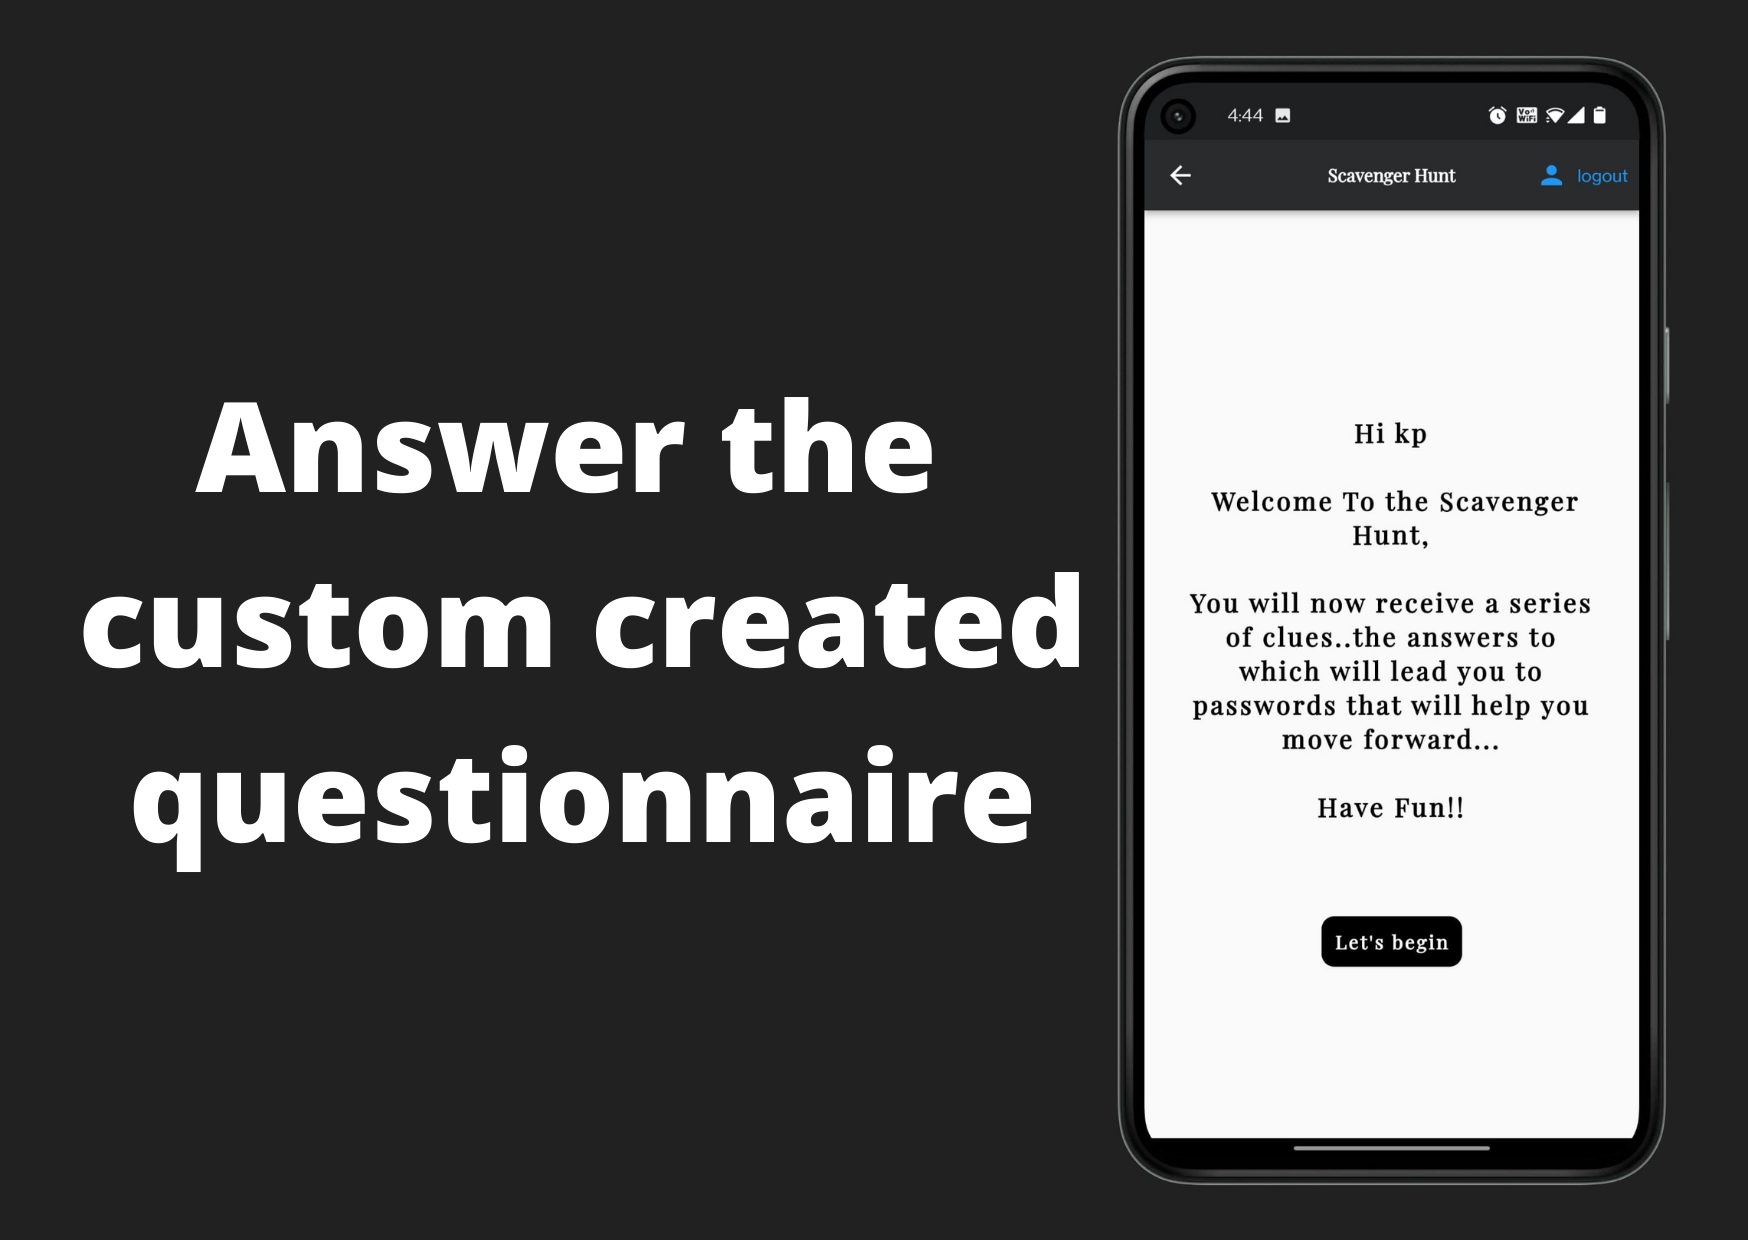 Answer the
custom created
questionnaire
4:44
Vo
WiFi
Scavenger Hunt
logout
Hi kp
Welcome To the Scavenger
Hunt,
You will now receive a series
of clues..the answers to
which will lead you to
passwords that will help you
move forward...
Have Fun!!
Let's begin